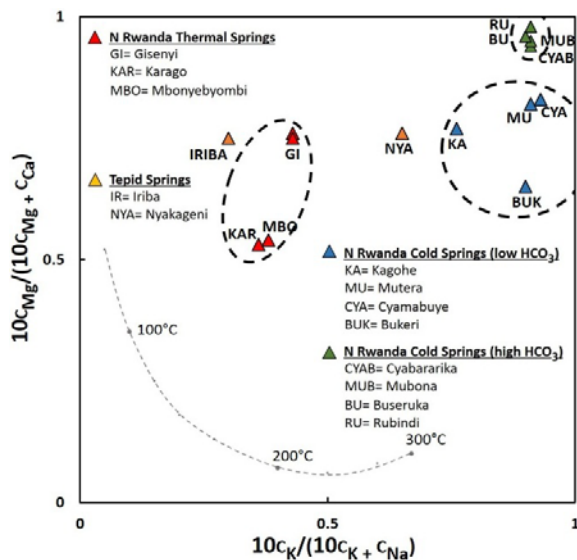 1
RU
BU
MUB
CYAB
N Rwanda Thermal Springs
GI= Gisenyi
KAR= Karago
MBO= Mbonyebyombi
MU
CYA
IRIBA
GI
NYA
KA
BUK
Tepid Springs
IR= Iriba
NYA= Nyakageni
KAR
MBO
10cMg/(10cMg + cCa)
0.5
N Rwanda Cold Springs (low HCO₃)
KA= Kagohe
MU= Mutera
CYA= Cyamabuye
BUK= Bukeri
100°C
N Rwanda Cold Springs (high HCO₃)
CYAB= Cyabararika
MUB= Mubona
BU= Buseruka
RU= Rubindi
200°C
300°C
0
0.5
1
10cK/(10cK + cNa)